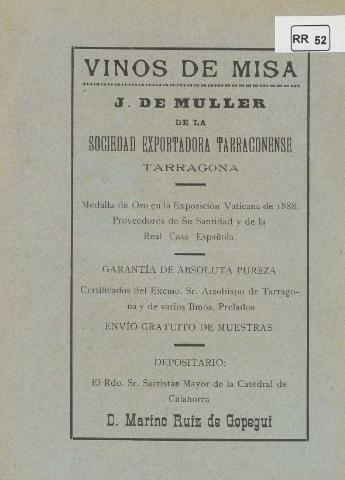 RR 52
VINOS DE MISA
J. DE MULLER
DE LA
SOCIEDAD EXPORTADORA TARRACONENSE
TARRAGONA
Medalla de Oro en la Exposición Vaticana de 1888.
Proveedores de Su Santidad y de la
Real Casa Española.
GARANTÍA DE ABSOLUTA PUREZA
Certificados del Excmo. Sr. Arzobispo de Tarrago-
na y de varios Ilmos. Prelados
ENVÍO GRATUITO DE MUESTRAS
DEPOSITARIO:
El Rdo. Sr. Sacristán Mayor de la Catedral de
Calahorra
D. Marino Ruiz de Gopegui